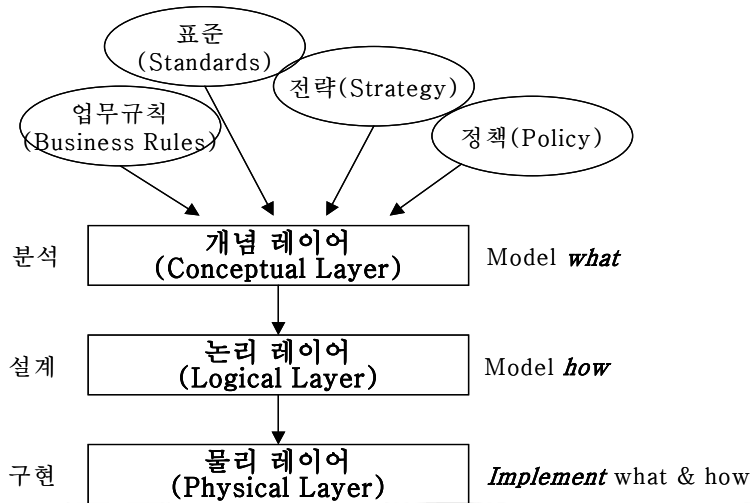 표준
(Standards)
전략(Strategy)
업무규칙
(Business Rules)
정책(Policy)
분석
개념 레이어
(Conceptual Layer)
Model what
설계
논리 레이어
(Logical Layer)
Model how
구현
물리 레이어
(Physical Layer)
Implement what & how